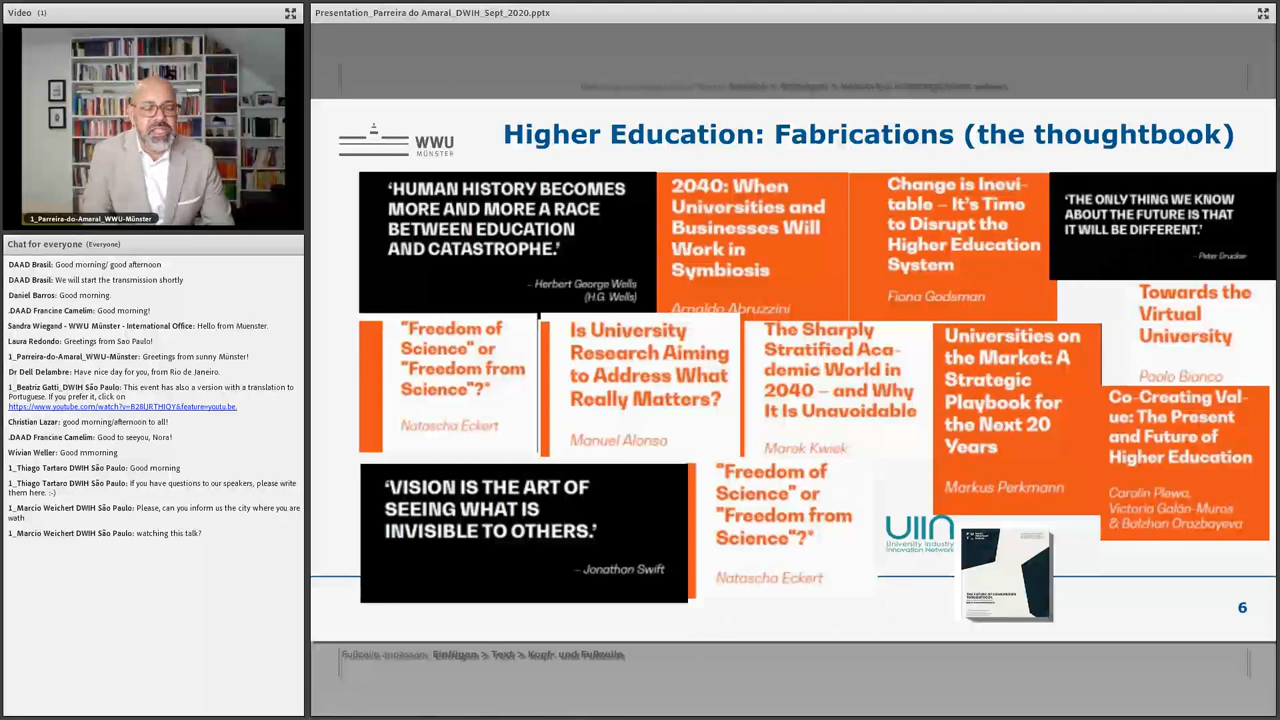 Video (1)
1_Parreira-do-Amaral_WWU-Münster
Chat for everyone (Everyone)
DAAD Brasil: Good morning/ good afternoon
DAAD Brasil: We will start the transmission shortly
Daniel Barros: Good morning.
.DAAD Francine Camelim: Good morning!
Sandra Wiegand - WWU Münster - International Office: Hello from Muenster.
Laura Redondo: Greetings from Sao Paulo!
1_Parreira-do-Amaral_WWU-Münster: Greetings from sunny Münster!
Dr Dell Delambre: Have nice day for you, from Rio de Janeiro.
1_Beatriz Gatti_DWIH São Paulo: This event has also a version with a translation to
Portuguese. If you prefer it, click on
Christian Lazar: good morning/afternoon to all!
.DAAD Francine Camelim: Good to seeyou, Nora!
Wivian Weller: Good mmorning
1_Thiago Tartaro DWIH São Paulo: Good mprning
1_Thiago Tartaro DWIH São Paulo: If you have questions to our speakers, please write
them here. :-)
1_Marcio Weichert DWIH São Paulo: Please, can you inform us the city where you are
wath
1_Marcio Weichert DWIH São Paulo: watching this talk?
Presentation_Parreira do Amaral_DWIH_Sept_2020.pptx
WWU
MÜNSTER
Higher Education: Fabrications (the thoughtbook)
‘HUMAN HISTORY BECOMES
MORE AND MORE A RACE
BETWEEN EDUCATION
AND CATASTROPHE.’
– Herbert George Wells
(H.G. Wells)
2040: When
Universities and
Businesses Will
Work in
Symbiosis
Arnaldo Abruzzini
Change is Inevi-
table – It’s Time
to Disrupt the
Higher Education
System
Fiona Godsman
‘THE ONLY THING WE KNOW
ABOUT THE FUTURE IS THAT
IT WILL BE DIFFERENT.’
– Peter Drucker
Towards the
Virtual
University
Paolo Bianco
"Freedom of
Science" or
"Freedom from
Science"?*
Natascha Eckert
Is University
Research Aiming
to Address What
Really Matters?
Manuel Alonso
The Sharply
Stratified Aca-
demic World in
2040 – and Why
It Is Unavoidable
Marek Kwiek
Universities on
the Market: A
Strategic
Playbook for
the Next 20
Years
Markus Perkmann
Co-Creating Val-
ue: The Present
and Future of
Higher Education
Carolin Plewa,
Victoria Galán-Muros
& Bolzhan Orazbayeva
‘VISION IS THE ART OF
SEEING WHAT IS
INVISIBLE TO OTHERS.’
– Jonathan Swift
"Freedom of
Science" or
"Freedom from
Science"?*
Natascha Eckert
UIIN
University Industry
Innovation Network
6
Fußzeile anpassen: Einfügen > Text > Kopf- und Fußzeile